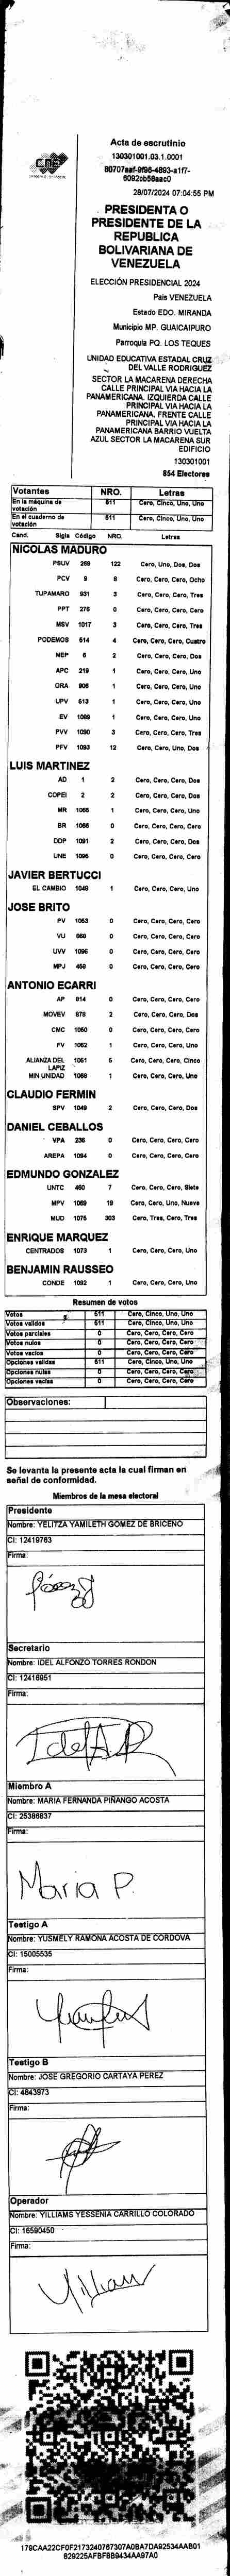 CNE
Acta de escrutinio
130301001.03.1.0001
28/07/2024 07:04:55 PM
PRESIDENTA O
PRESIDENTE DE LA
REPUBLICA
BOLIVARIANA DE
VENEZUELA
ELECCIÓN PRESIDENCIAL 2024
País VENEZUELA
Estado EDO. MIRANDA
Municipio MP. GUAICAIPURO
Parroquia PQ. LOS TEQUES
UNIDAD EDUCATIVA ESTADAL CRUZ
DEL VALLE RODRIGUEZ
SECTOR LA MACARENA DERECHA
CALLE PRINCIPAL VIA HACIA LA
PANAMERICANA. IZQUIERDA CALLE
PRINCIPAL VIA HACIA LA
PANAMERICANA. FRENTE CALLE
PRINCIPAL VIA HACIA LA
PANAMERICANA BARRIO VUELTA
AZUL SECTOR LA MACARENA SUR
EDIFICIO
130301001
854 Electores
Votantes NRO. Letras
En la máquina de votación 511 Cero, Cinco, Uno, Uno
En el cuaderno de votación 511 Cero, Cinco, Uno, Uno
Cand. Sigla Código NRO. Letras
NICOLAS MADURO
PSUV 269 122 Cero, Uno, Dos, Dos
PCV 9 8 Cero, Cero, Cero, Ocho
TUPAMARO 931 3 Cero, Cero, Cero, Tres
PPT 276 0 Cero, Cero, Cero, Cero
MSV 1017 3 Cero, Cero, Cero, Tres
PODEMOS 514 4 Cero, Cero, Cero, Cuatro
MEP 6 2 Cero, Cero, Cero, Dos
APC 219 1 Cero, Cero, Cero, Uno
ORA 906 1 Cero, Cero, Cero, Uno
UPV 613 1 Cero, Cero, Cero, Uno
EV 1069 1 Cero, Cero, Cero, Uno
PVV 1090 3 Cero, Cero, Cero, Tres
PFV 1093 12 Cero, Cero, Uno, Dos
LUIS MARTINEZ
AD 1 2 Cero, Cero, Cero, Dos
COPEI 2 2 Cero, Cero, Cero, Dos
MR 1 Cero, Cero, Cero, Uno
BR 0 Cero, Cero, Cero, Cero
DDP 1091 2 Cero, Cero, Cero, Dos
UNE 0 Cero, Cero, Cero, Cero
JAVIER BERTUCCI
EL CAMBIO 1049 1 Cero, Cero, Cero, Uno
JOSE BRITO
PV 1053 0 Cero, Cero, Cero, Cero
VU 0 Cero, Cero, Cero, Cero
UVV 0 Cero, Cero, Cero, Cero
MPJ 0 Cero, Cero, Cero, Cero
ANTONIO ECARRI
AP 814 0 Cero, Cero, Cero, Cero
MOVEV 878 2 Cero, Cero, Cero, Dos
CMC 1050 0 Cero, Cero, Cero, Cero
FV 1062 1 Cero, Cero, Cero, Uno
ALIANZA DEL LAPIZ 1051 5 Cero, Cero, Cero, Cinco
MIN UNIDAD 1 Cero, Cero, Cero, Uno
CLAUDIO FERMIN
SPV 2 Cero, Cero, Cero, Dos
DANIEL CEBALLOS
VPA 236 0 Cero, Cero, Cero, Cero
AREPA 1094 0 Cero, Cero, Cero, Cero
EDMUNDO GONZALEZ
UNTC 460 7 Cero, Cero, Cero, Siete
MPV 19 Cero, Cero, Uno, Nueve
MUD 1075 303 Cero, Tres, Cero, Tres
ENRIQUE MARQUEZ
CENTRADOS 1073 1 Cero, Cero, Cero, Uno
BENJAMIN RAUSSEO
CONDE 1092 1 Cero, Cero, Cero, Uno
Resumen de votos
Votos 511 Cero, Cinco, Uno, Uno
Votos validos 511 Cero, Cinco, Uno, Uno
Votos parciales 0 Cero, Cero, Cero, Cero
Votos nulos 0 Cero, Cero, Cero, Cero
Votos vacios 0 Cero, Cero, Cero, Cero
Opciones validas 511 Cero, Cinco, Uno, Uno
Opciones nulas 0 Cero, Cero, Cero, Cero
Opciones vacias 0 Cero, Cero, Cero, Cero
Observaciones:
Se levanta la presente acta la cual firman en
señal de conformidad.
Miembros de la mesa electoral
Presidente
Nombre: YELITZA YAMILETH GOMEZ DE BRICEÑO
CI: 12419763
Firma:
Secretario
Nombre: IDEL ALFONZO TORRES RONDON
CI: 12416951
Firma:
Miembro A
Nombre: MARIA FERNANDA PIÑANGO ACOSTA
CI: 25386837
Firma:
Maria P.
Testigo A
Nombre: YUSMELY RAMONA ACOSTA DE CORDOVA
CI: 15005535
Firma:
Testigo B
Nombre: JOSE GREGORIO CARTAYA PEREZ
CI: 4843973
Firma:
Operador
Nombre: YILLIAMS YESSENIA CARRILLO COLORADO
CI: 16590450
Firma: